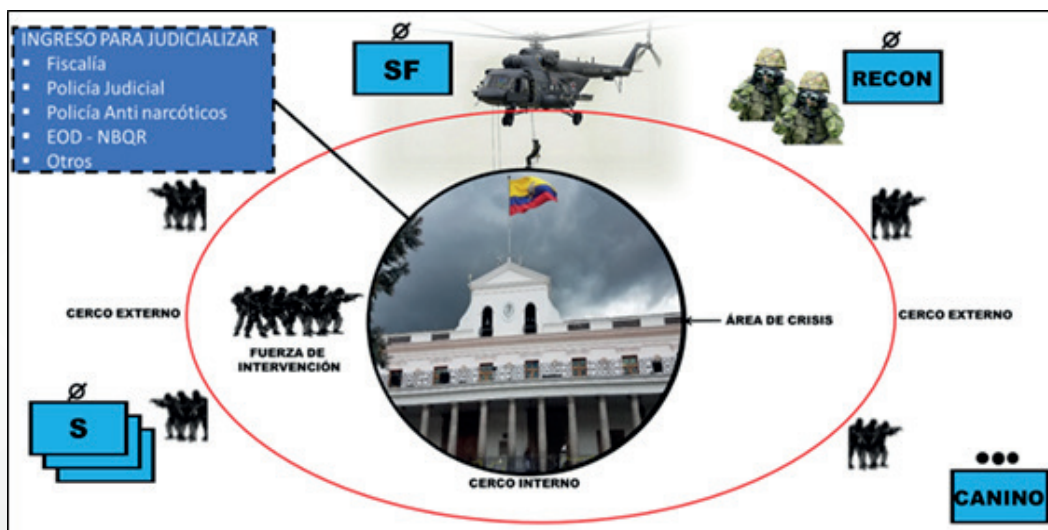 INGRESO PARA JUDICIALIZAR
▪ Fiscalía
▪ Policía Judicial
▪ Policía Anti narcóticos
▪ EOD - NBQR
▪ Otros
SF
RECON
CERCO EXTERNO
FUERZA DE
INTERVENCIÓN
ÁREA DE CRISIS
CERCO EXTERNO
S
CERCO INTERNO
CANINO